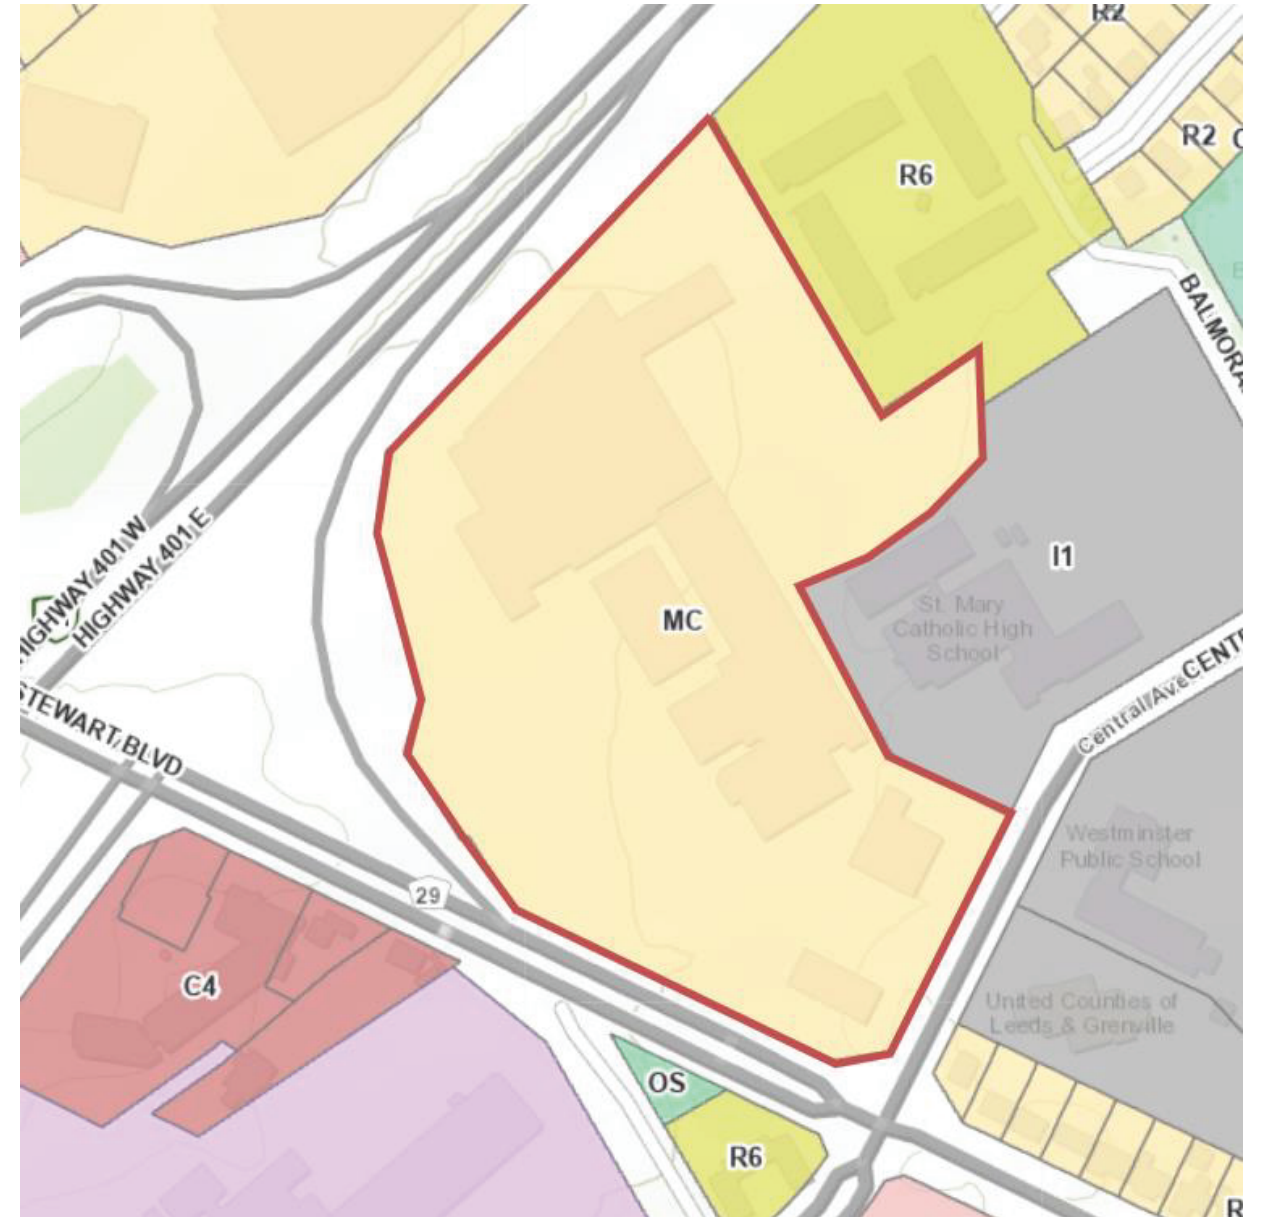 R2
R2
R6
BALMORA
HIGHWAY 401 W
HIGHWAY 401 E
I1
St. Mary
Catholic High
School
MC
CENT
Central Ave
STEWART BLVD
Westminster
Public School
29
C4
United Counties of
Leeds & Grenville
OS
R6
R